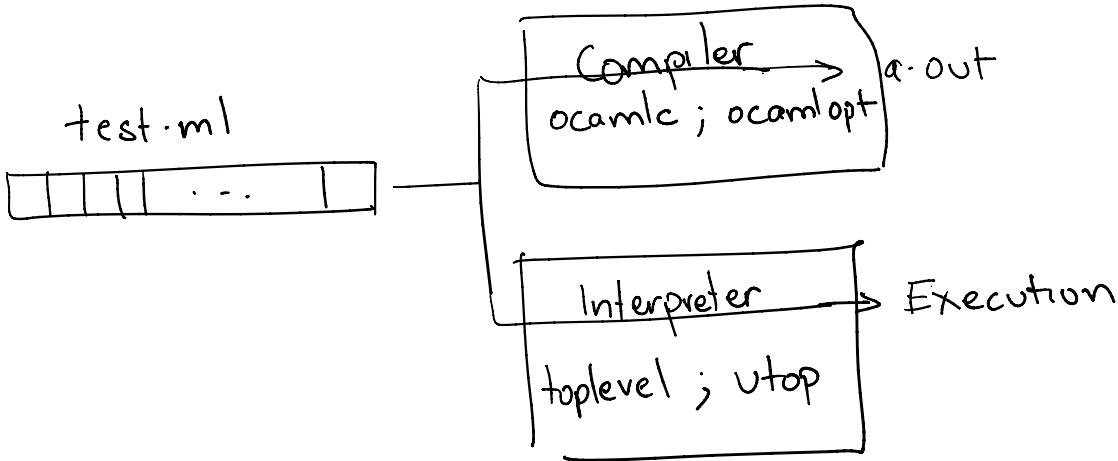 test.ml
. - - .
Compiler
ocamlc ; ocamlopt
a.out
Interpreter
toplevel ; utop
Execution